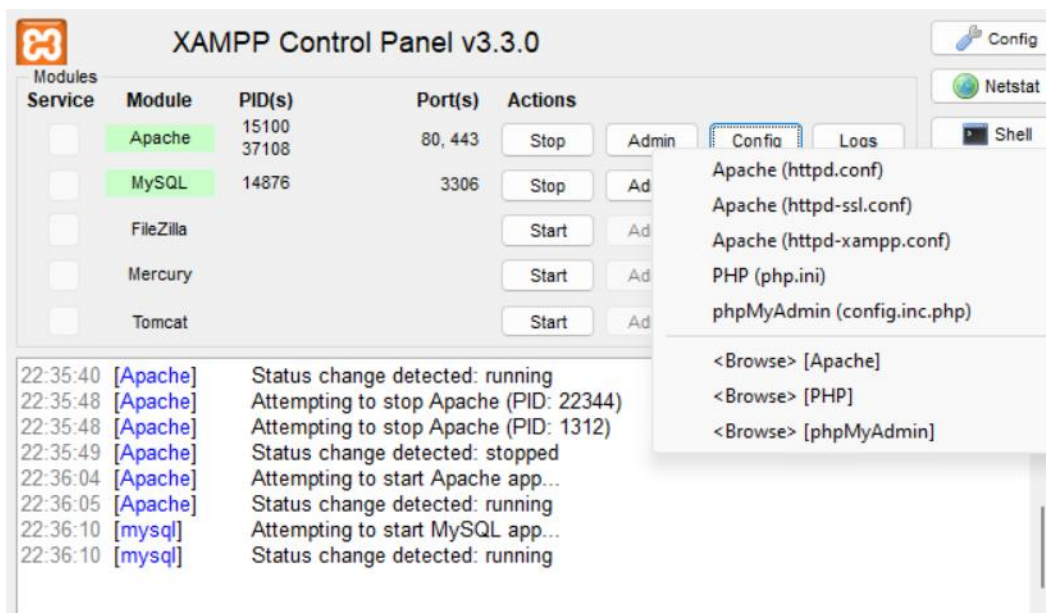 XAMPP Control Panel v3.3.0
Config
Modules
Netstat
Service Module PID(s) Port(s) Actions
Shell
Apache 15100 37108 80, 443 Stop Admin Config Logs
MySQL 14876 3306 Stop Ad
FileZilla Start Ad
Mercury Start Ad
Tomcat Start Ad
Apache (httpd.conf)
Apache (httpd-ssl.conf)
Apache (httpd-xampp.conf)
PHP (php.ini)
phpMyAdmin (config.inc.php)
<Browse> [Apache]
<Browse> [PHP]
<Browse> [phpMyAdmin]
22:35:40 [Apache] Status change detected: running
22:35:48 [Apache] Attempting to stop Apache (PID: 22344)
22:35:48 [Apache] Attempting to stop Apache (PID: 1312)
22:35:49 [Apache] Status change detected: stopped
22:36:04 [Apache] Attempting to start Apache app...
22:36:05 [Apache] Status change detected: running
22:36:10 [mysql] Attempting to start MySQL app...
22:36:10 [mysql] Status change detected: running